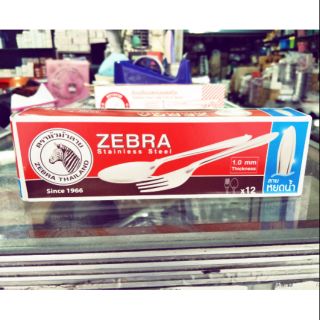 ตราหัวม้าลาย
ZEBRA THAILAND
Since 1966
ZEBRA
Stainless Steel
1.0 mm
Thickness
x12
ลาย
หยดน้ำ